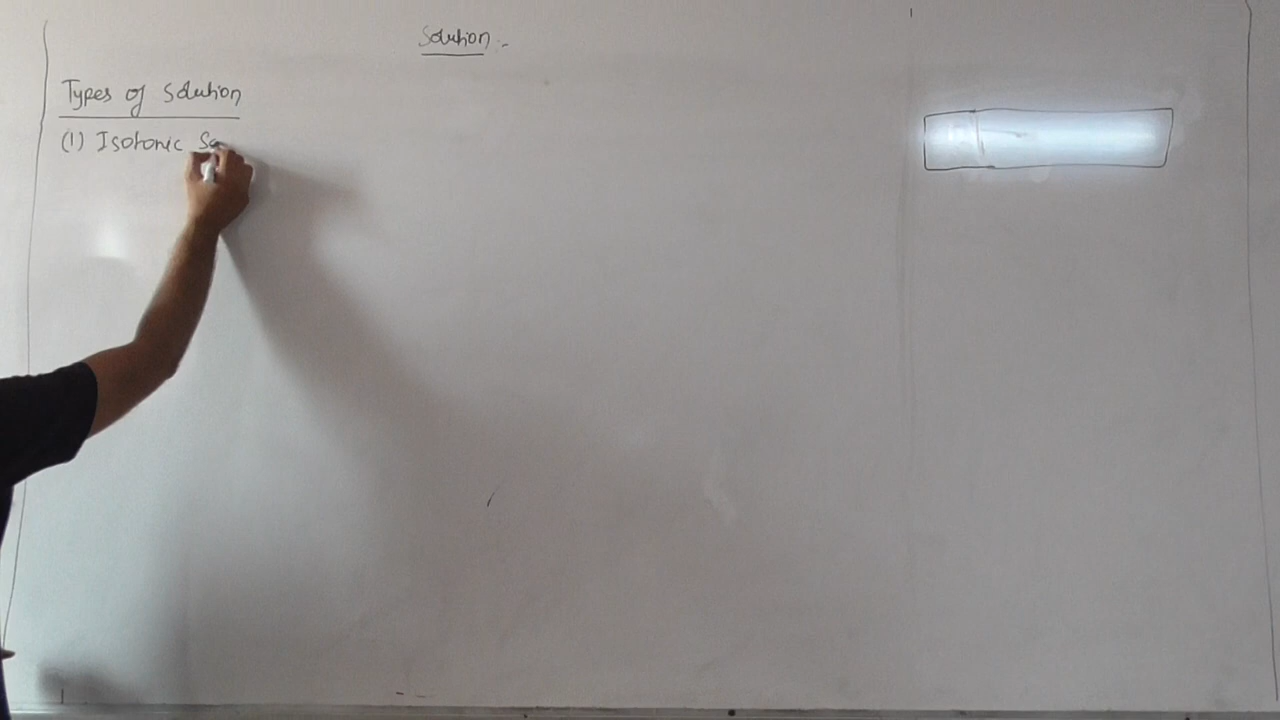 Solution :-
Types of Solution
(1) Isotonic So